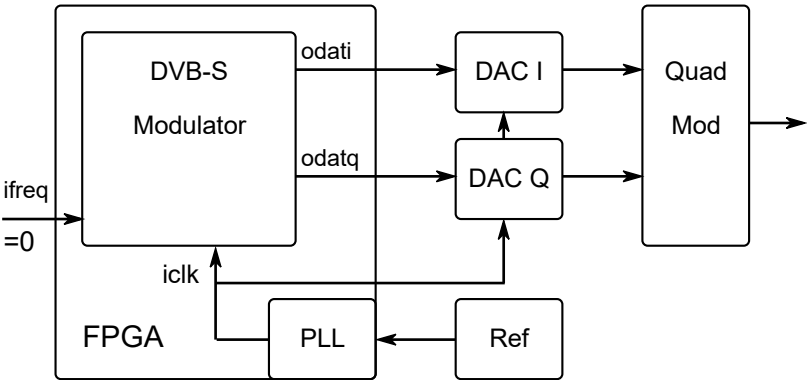 DVB-S
Modulator
odati
odatq
DAC I
DAC Q
Quad
Mod
ifreq
=0
iclk
FPGA
PLL
Ref